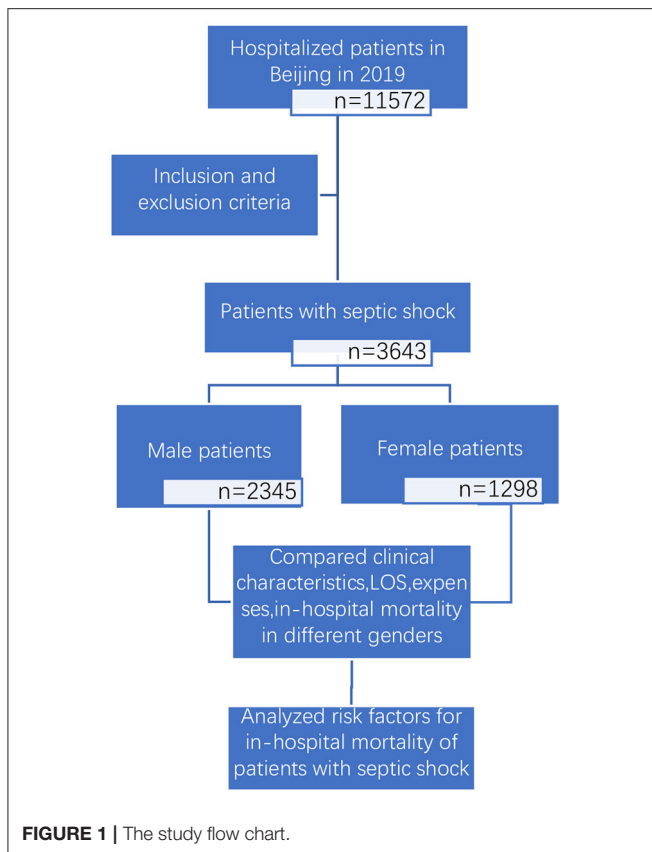 Hospitalized patients in
Beijing in 2019
n=11572
Inclusion and
exclusion criteria
Patients with septic shock
n=3643
Male patients
n=2345
Female patients
n=1298
Compared clinical
characteristics,LOS,expen
ses,in-hospital mortality
in different genders
Analyzed risk factors for
in-hospital mortality of
patients with septic shock
FIGURE 1 | The study flow chart.